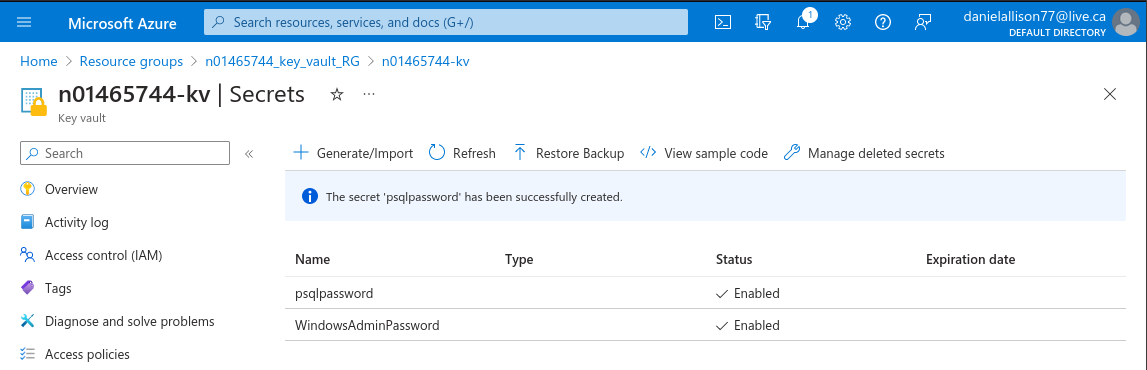 Microsoft Azure
Search resources, services, and docs (G+/)
1
danielallison77@live.ca
DEFAULT DIRECTORY
Home > Resource groups > n01465744_key_vault_RG > n01465744-kv
n01465744-kv | Secrets
Key vault
Search
Generate/Import
Refresh
Restore Backup
View sample code
Manage deleted secrets
The secret 'psqlpassword' has been successfully created.
Overview
Activity log
Access control (IAM)
Tags
Diagnose and solve problems
Access policies
Name Type Status Expiration date
psqlpassword Enabled
WindowsAdminPassword Enabled